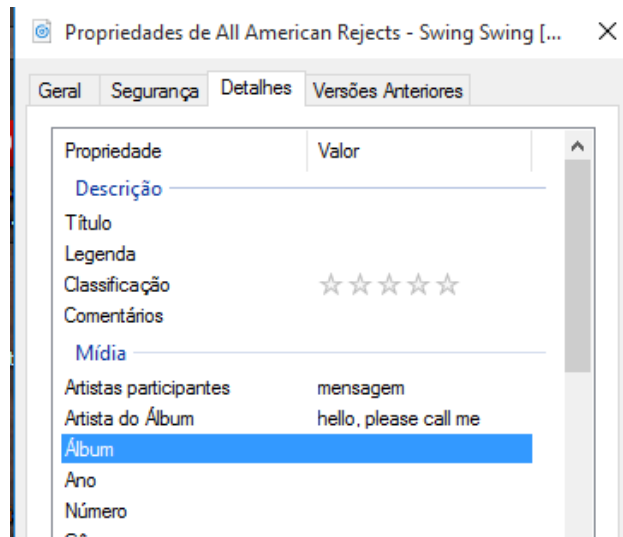 Propriedades de All American Rejects - Swing Swing [...
Geral Segurança Detalhes Versões Anteriores
Propriedade Valor
Descrição
Título
Legenda
Classificação
Comentários
Mídia
Artistas participantes mensagem
Artista do Álbum hello, please call me
Álbum
Ano
Número